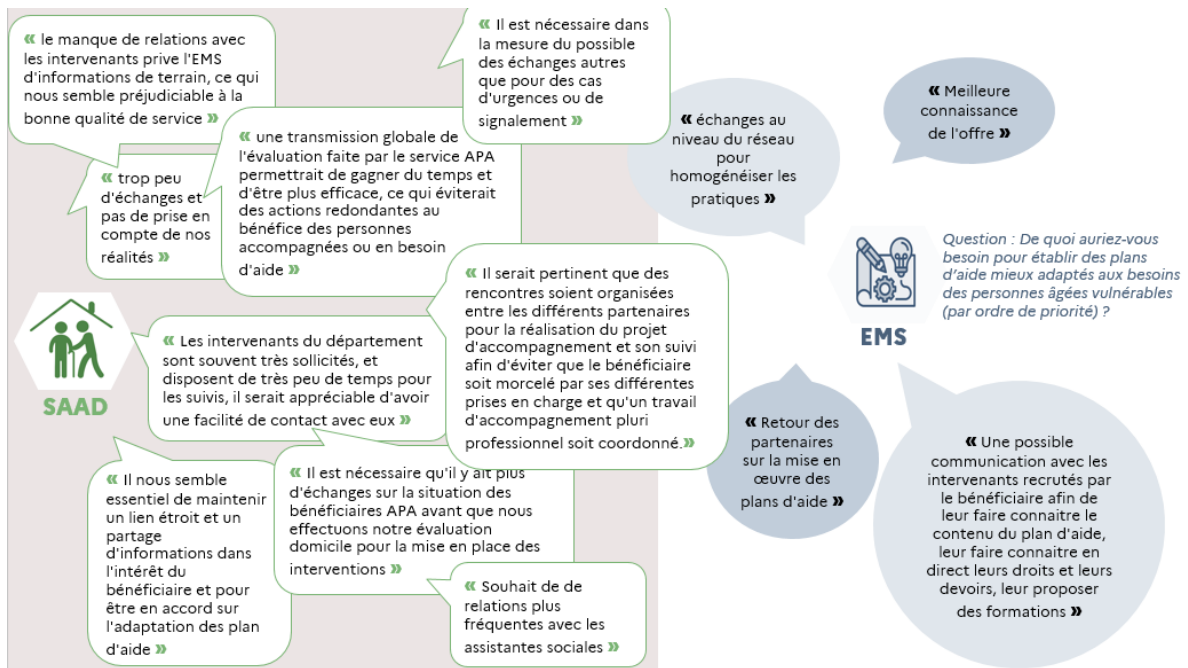 « le manque de relations avec
les intervenants prive l'EMS
d'informations de terrain, ce qui
nous semble préjudiciable à la
bonne qualité de service »
« Il est nécessaire dans
la mesure du possible
des échanges autres
que pour des cas
d'urgences ou de
signalement »
« une transmission globale de
l'évaluation faite par le service APA
permettrait de gagner du temps et
d'être plus efficace, ce qui éviterait
des actions redondantes au
bénéfice des personnes
accompagnées ou en besoin
d'aide »
« trop peu
d'échanges et
pas de prise en
compte de nos
réalités »
« Il serait pertinent que des
rencontres soient organisées
entre les différents partenaires
pour la réalisation du projet
d'accompagnement et son suivi
afin d'éviter que le bénéficiaire
soit morcelé par ses différentes
prises en charge et qu'un travail
d'accompagnement pluri
professionnel soit coordonné.»
SAAD
« Les intervenants du département
sont souvent très sollicités, et
disposent de très peu de temps pour
les suivis, il serait appréciable d'avoir
une facilité de contact avec eux »
« Il nous semble
essentiel de maintenir
un lien étroit et un
partage
d'informations dans
l'intérêt du
bénéficiaire et pour
être en accord sur
l'adaptation des plan
d'aide »
« Il est nécessaire qu'il y ait plus
d'échanges sur la situation des
bénéficiaires APA avant que nous
effectuons notre évaluation
domicile pour la mise en place des
interventions »
« Souhait de de
relations plus
fréquentes avec les
assistantes sociales »
« échanges au
niveau du réseau
pour
homogénéiser les
pratiques »
« Meilleure
connaissance
de l'offre »
EMS
Question : De quoi auriez-vous
besoin pour établir des plans
d'aide mieux adaptés aux besoins
des personnes âgées vulnérables
(par ordre de priorité) ?
« Retour des
partenaires
sur la mise en
œuvre des
plans d'aide »
« Une possible
communication avec les
intervenants recrutés par
le bénéficiaire afin de
leur faire connaitre le
contenu du plan d'aide,
leur faire connaitre en
direct leurs droits et leurs
devoirs, leur proposer
des formations »